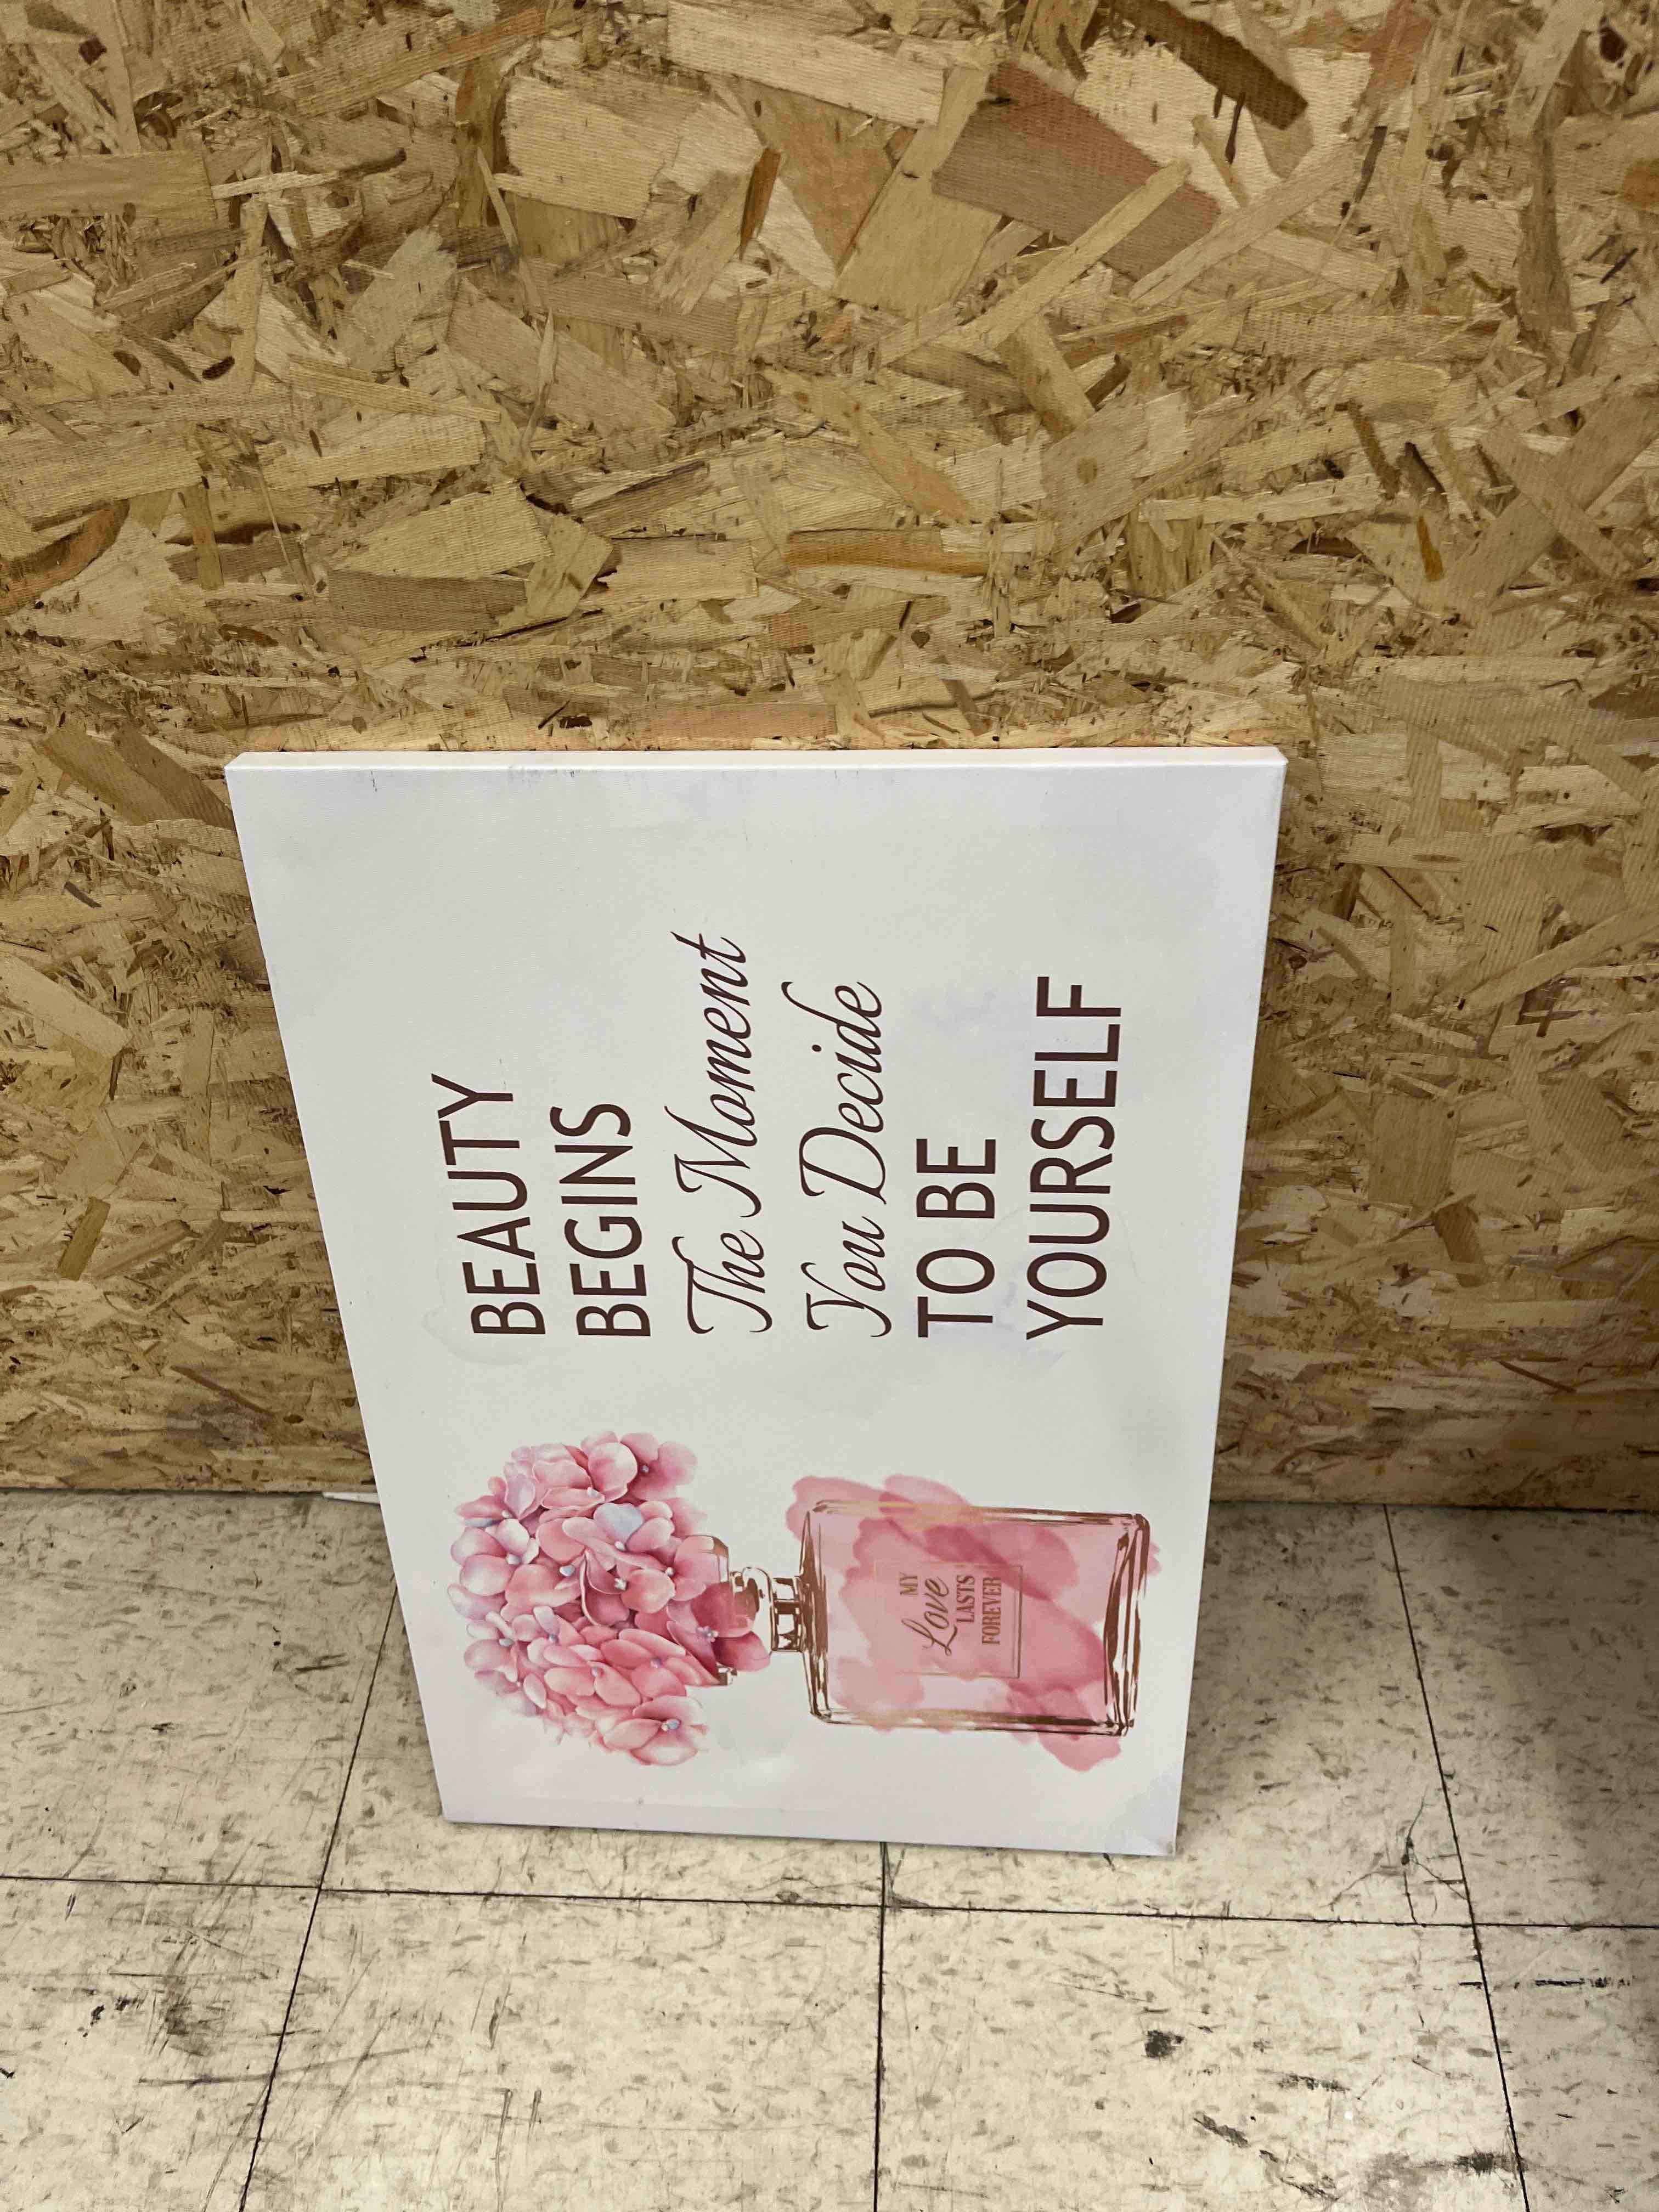 BEAUTY
BEGINS
The Moment
You Decide
TO BE
YOURSELF
MY
Love
LASTS
FOREVER